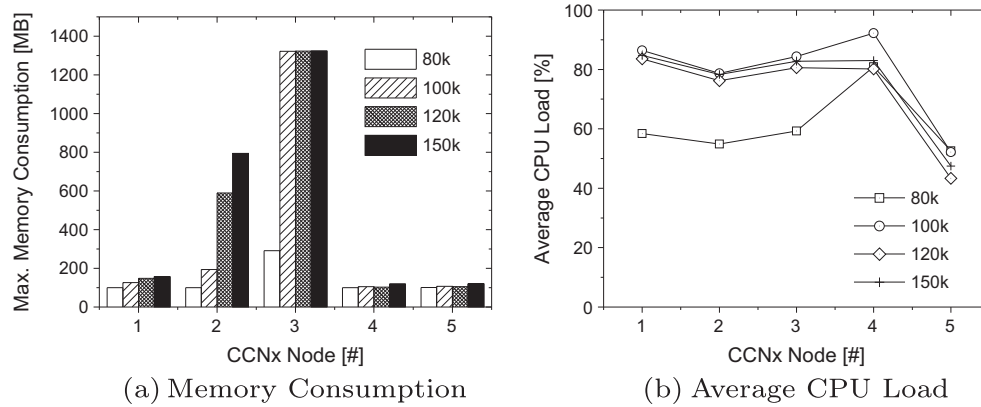 Max. Memory Consumption [MB]
1400
1200
1000
800
600
400
200
0
80k
100k
120k
150k
1 2 3 4 5
CCNx Node [#]
(a) Memory Consumption
Average CPU Load [%]
100
80
60
40
20
0
80k
100k
120k
150k
1 2 3 4 5
CCNx Node [#]
(b) Average CPU Load